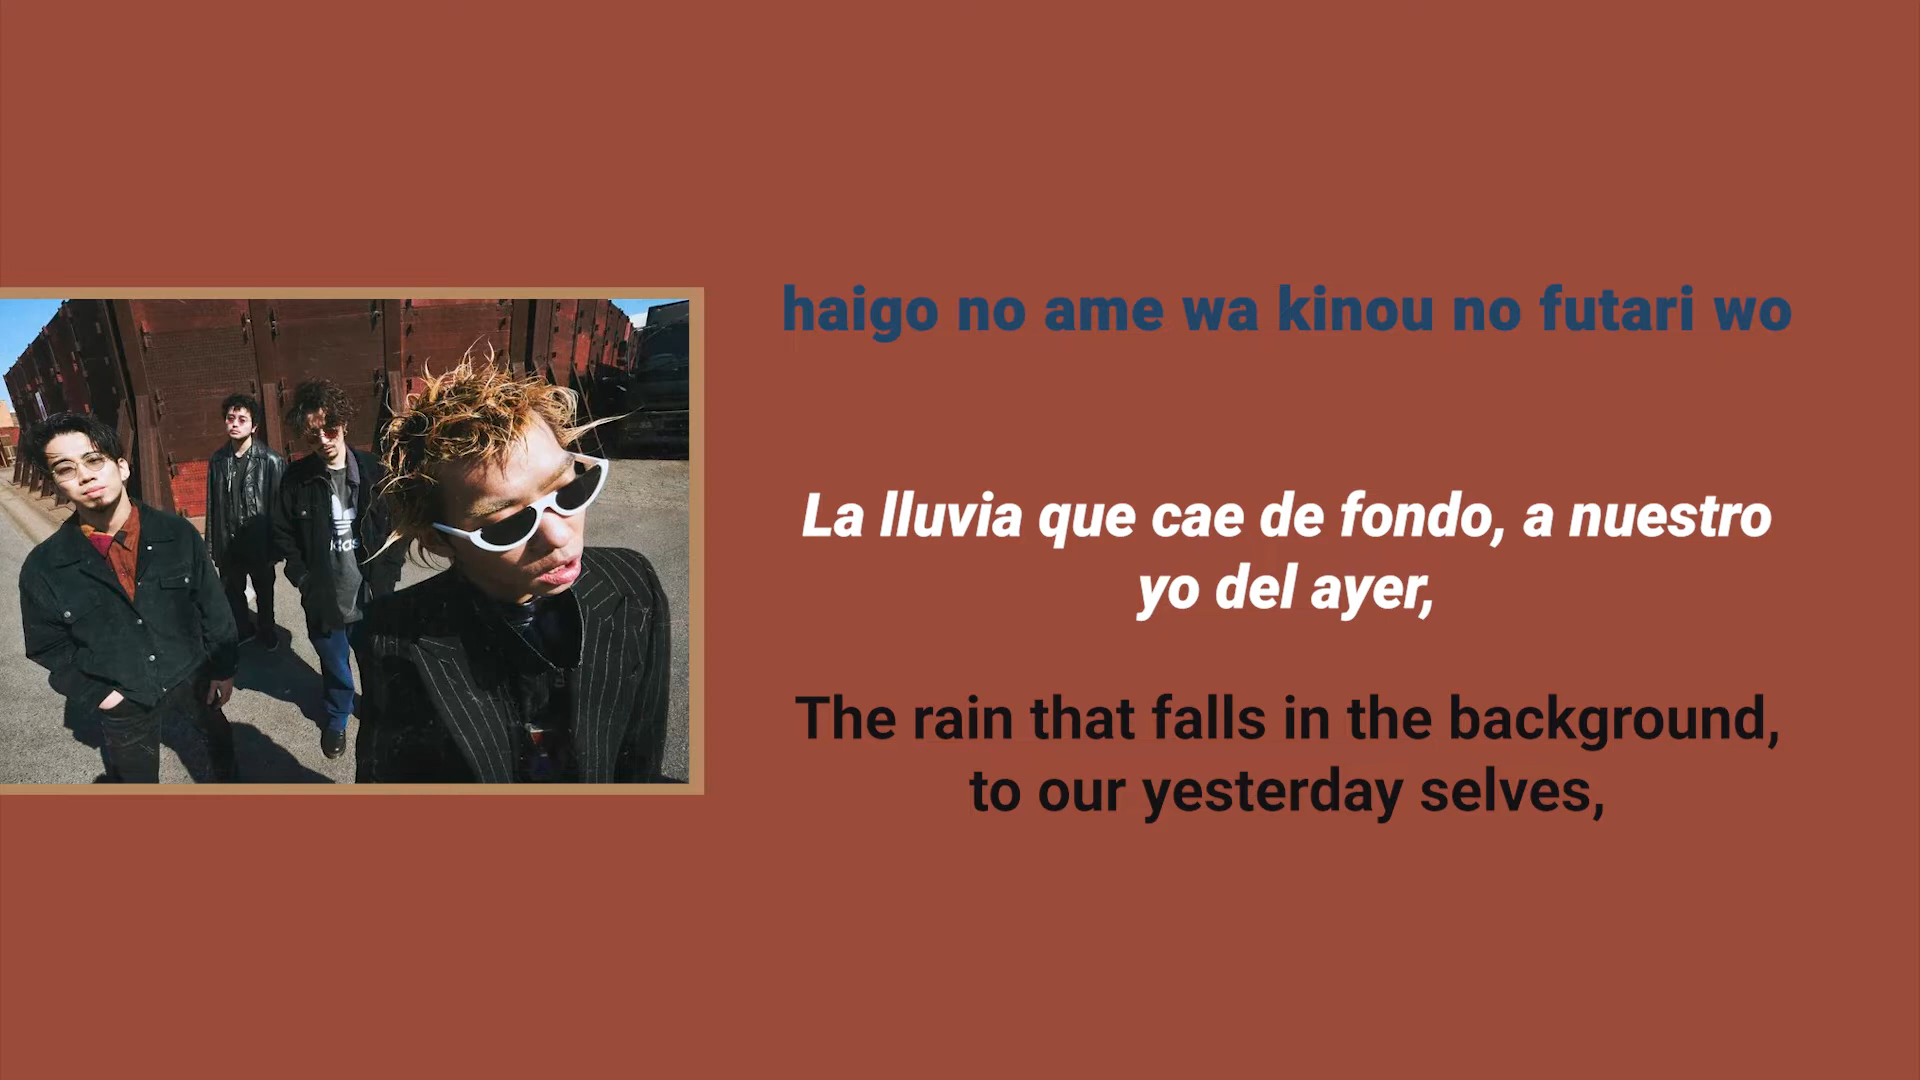 haigo no ame wa kinou no futari wo
La lluvia que cae de fondo, a nuestro
yo del ayer,
The rain that falls in the background,
to our yesterday selves,
adidas